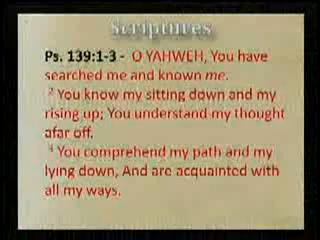 Scriptures
Ps. 139:1-3 - O YAHWEH, You have
searched me and known me.
2 You know my sitting down and my
rising up; You understand my thought
afar off.
You comprehend my path and my
lying down, And are acquainted with
all my ways.